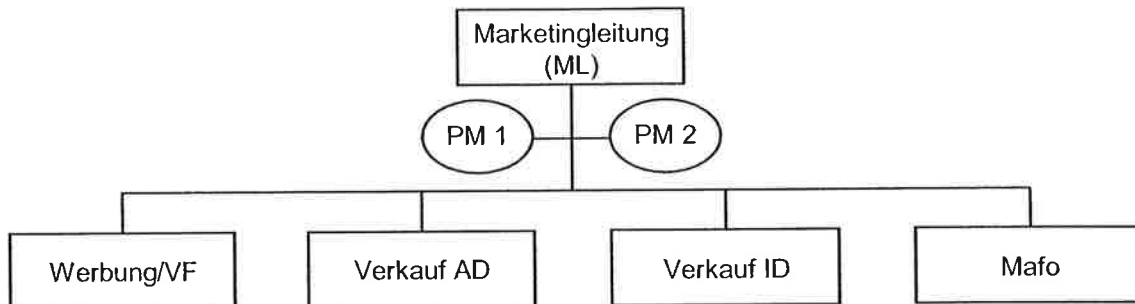 Marketingleitung
(ML)
PM 1
PM 2
Werbung/VF
Verkauf AD
Verkauf ID
Mafo